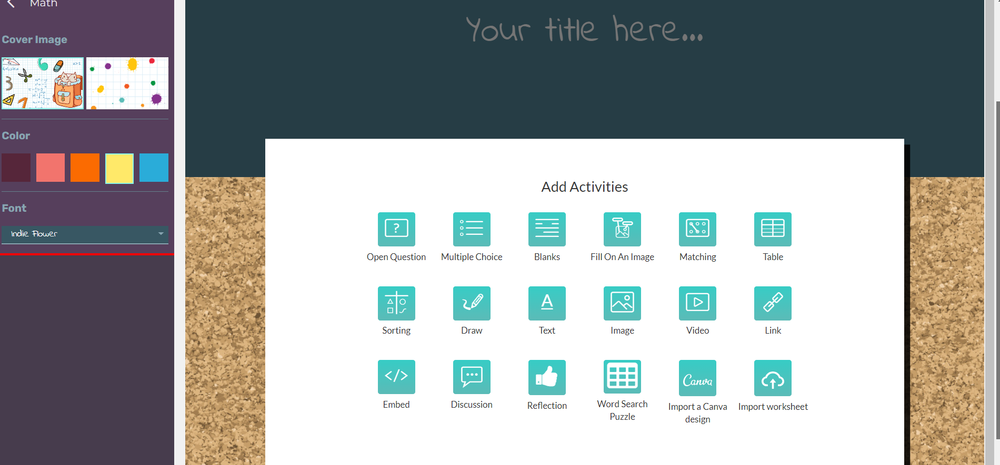 Math
Cover Image
Color
Font
Indie Flower
Your title here...
Add Activities
Open Question
Multiple Choice
Blanks
Fill On An Image
Matching
Table
Sorting
Draw
Text
Image
Video
Link
Embed
Discussion
Reflection
Word Search
Puzzle
Canva
Import a Canva
design
Import worksheet